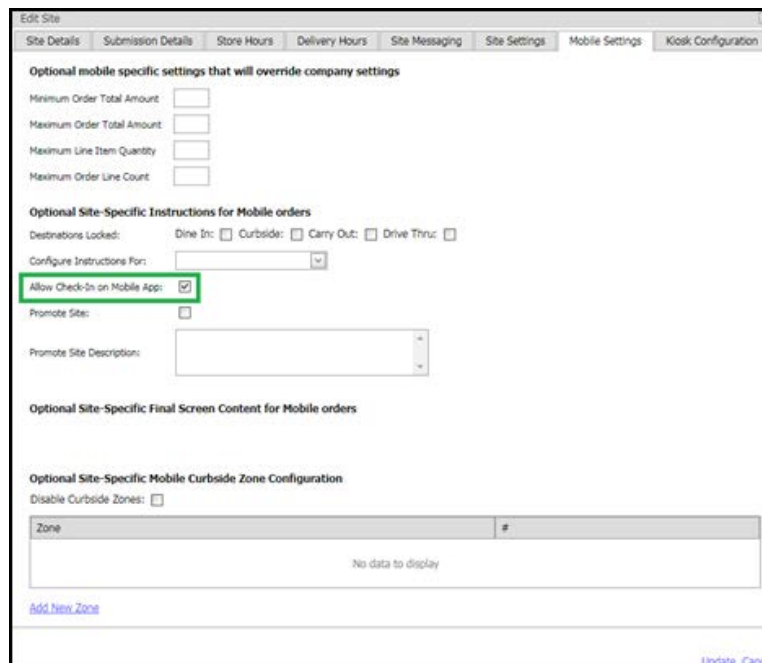 Edit Site
Site Details Submission Details Store Hours Delivery Hours Site Messaging Site Settings Mobile Settings Kiosk Configuration
Optional mobile specific settings that will override company settings
Minimum Order Total Amount
Maximum Order Total Amount
Maximum Line Item Quantity
Maximum Order Line Count
Optional Site-Specific Instructions for Mobile orders
Destinations Locked: Dine In: Curbside: Carry Out: Drive Thru:
Configure Instructions For:
Allow Check-In on Mobile App:
Promote Site:
Promote Site Description:
Optional Site-Specific Final Screen Content for Mobile orders
Optional Site-Specific Mobile Curbside Zone Configuration
Disable Curbside Zones:
Zone #
No data to display
Add New Zone
Update